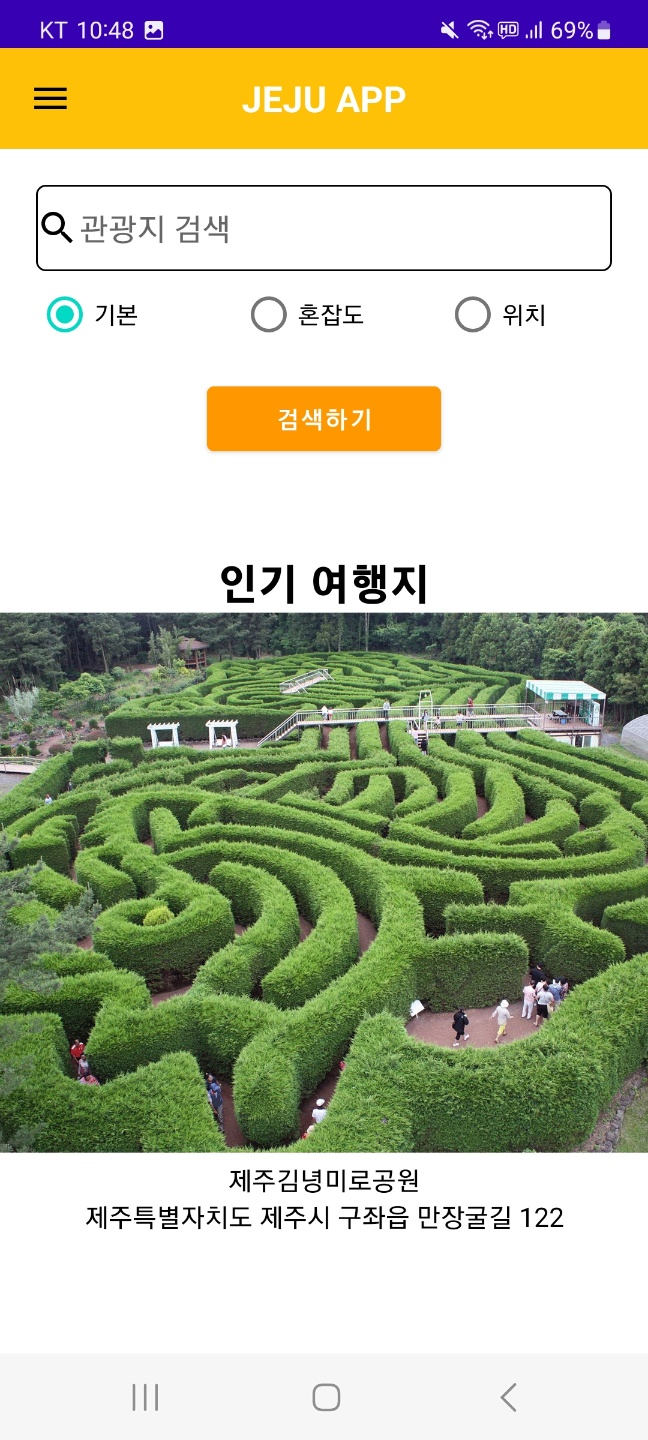 KT 10:48 HD 69%
JEJU APP
관광지 검색
기본 혼잡도 위치
검색하기
인기 여행지
제주김녕미로공원
제주특별자치도 제주시 구좌읍 만장굴길 122